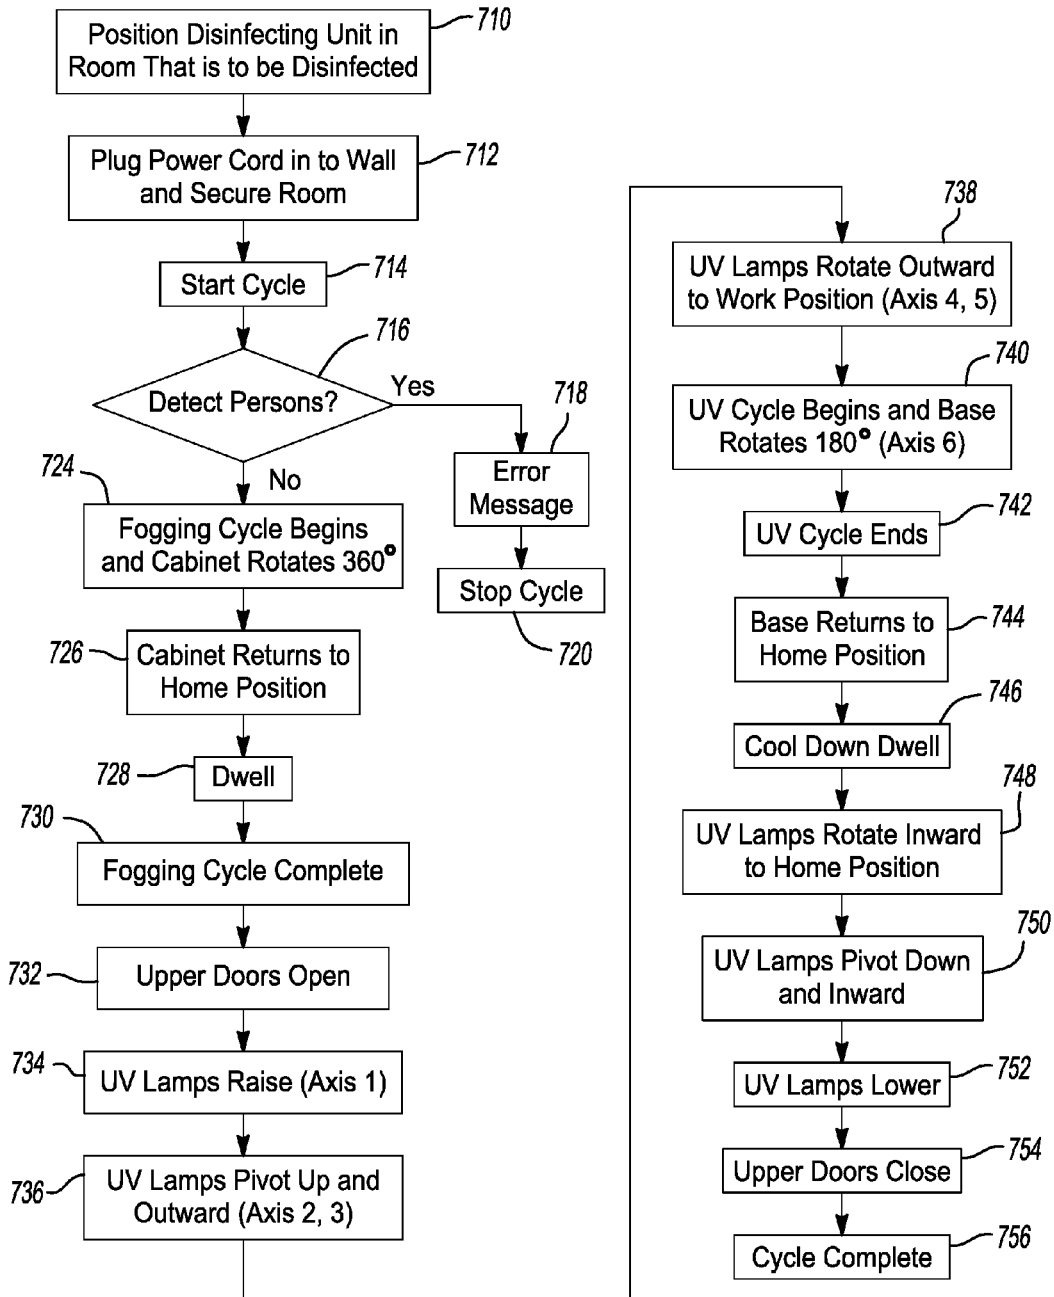 710
Position Disinfecting Unit in
Room That is to be Disinfected
712
Plug Power Cord in to Wall
and Secure Room
714
Start Cycle
716
Detect Persons?
Yes
No
718
Error
Message
Stop Cycle
720
724
Fogging Cycle Begins
and Cabinet Rotates 360°
726
Cabinet Returns to
Home Position
728
Dwell
730
Fogging Cycle Complete
732
Upper Doors Open
734
UV Lamps Raise (Axis 1)
736
UV Lamps Pivot Up and
Outward (Axis 2, 3)
738
UV Lamps Rotate Outward
to Work Position (Axis 4, 5)
740
UV Cycle Begins and Base
Rotates 180° (Axis 6)
742
UV Cycle Ends
744
Base Returns to
Home Position
746
Cool Down Dwell
748
UV Lamps Rotate Inward
to Home Position
750
UV Lamps Pivot Down
and Inward
752
UV Lamps Lower
754
Upper Doors Close
756
Cycle Complete